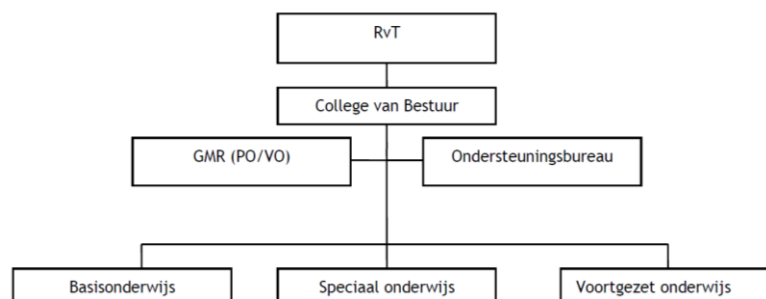 RvT
College van Bestuur
GMR (PO/VO)
Ondersteuningsbureau
Basisonderwijs
Speciaal onderwijs
Voortgezet onderwijs